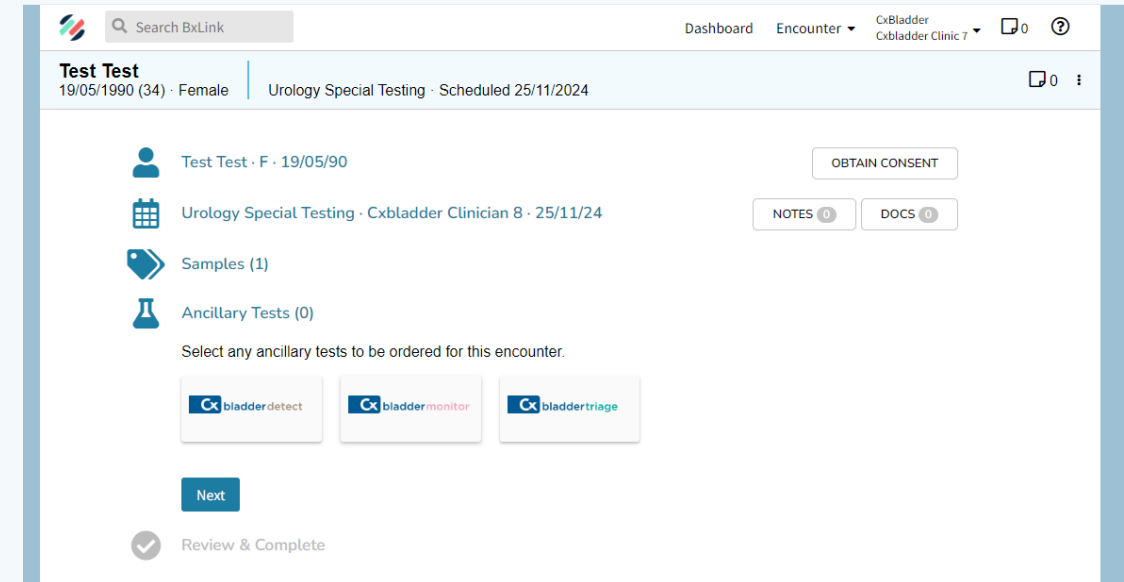 Search BxLink
Dashboard Encounter CxBladder Cxbladder Clinic 7 0
Test Test
19/05/1990 (34) · Female Urology Special Testing · Scheduled 25/11/2024 0
Test Test · F · 19/05/90 OBTAIN CONSENT
Urology Special Testing · Cxbladder Clinician 8 · 25/11/24 NOTES 0 DOCS 0
Samples (1)
Ancillary Tests (0)
Select any ancillary tests to be ordered for this encounter.
Cx bladderdetect Cx bladdermonitor Cx bladdertriage
Next
Review & Complete